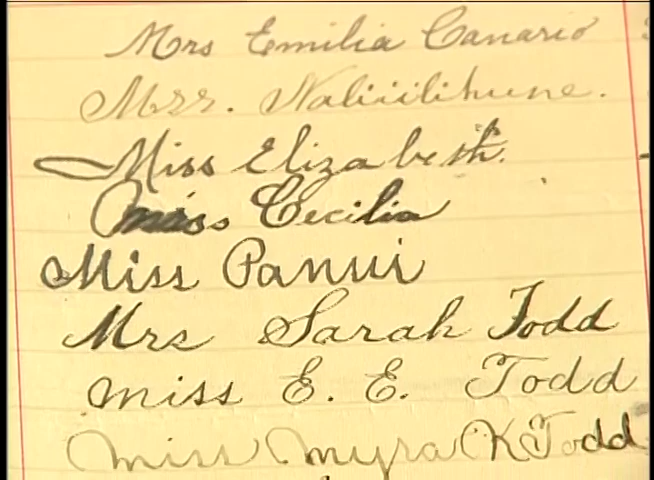 Mrs Emilia Canario
Mrs. Naliiilihune.
Miss Elizabeth.
Miss Cecilia
Miss Panui
Mrs Sarah Todd
Miss E. E. Todd
Miss Myra K Todd